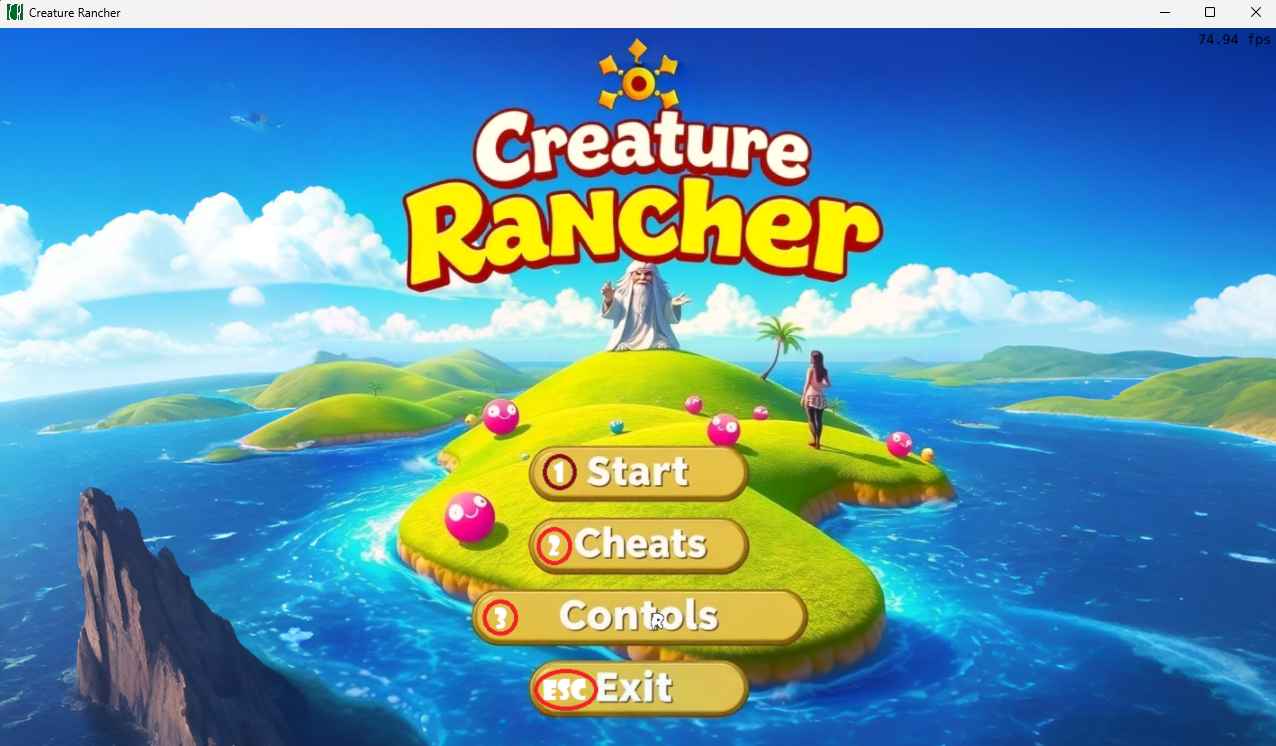 Creature Rancher
74.94 fps
Creature
Rancher
1 Start
2 Cheats
3 Contols
ESC Exit